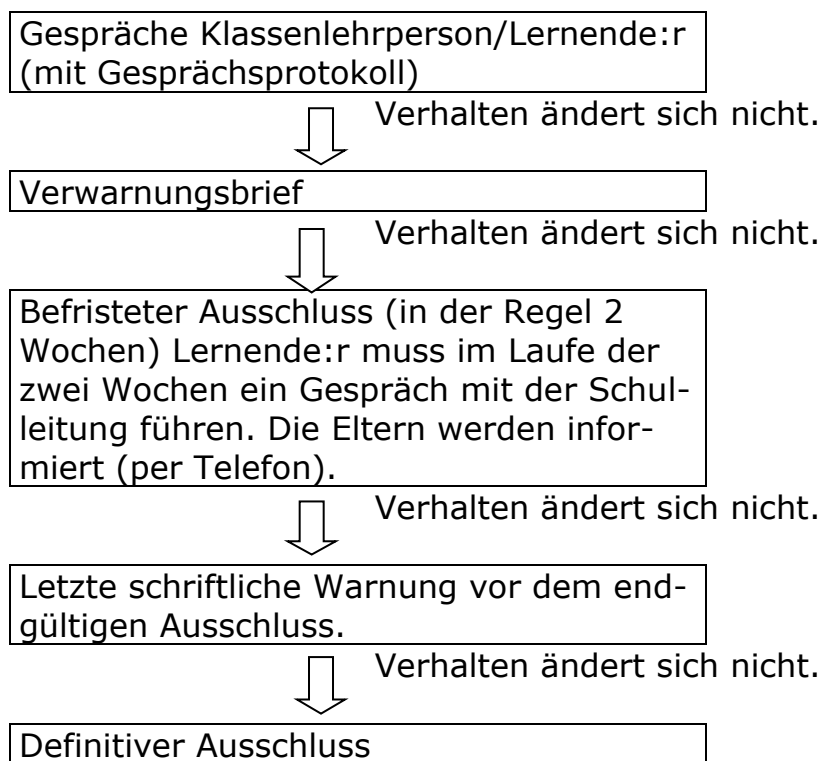 Gespräche Klassenlehrperson/Lernende:r
(mit Gesprächsprotokoll)
Verhalten ändert sich nicht.
Verwarnungsbrief
Verhalten ändert sich nicht.
Befristeter Ausschluss (in der Regel 2
Wochen) Lernende:r muss im Laufe der
zwei Wochen ein Gespräch mit der Schul-
leitung führen. Die Eltern werden infor-
miert (per Telefon).
Verhalten ändert sich nicht.
Letzte schriftliche Warnung vor dem end-
gültigen Ausschluss.
Verhalten ändert sich nicht.
Definitiver Ausschluss